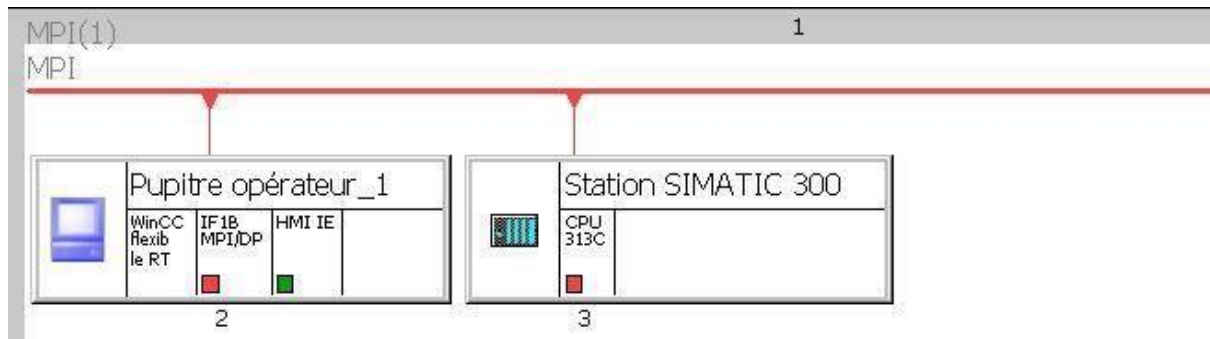 MPI(1)
1
MPI
Pupitre opérateur_1
WinCC
flexib
le RT
IF1B
MPI/DP
HMI IE
2
Station SIMATIC 300
CPU
313C
3